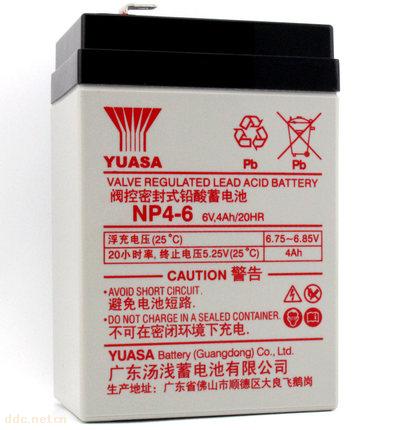 YUASA
Pb Pb
VALVE REGULATED LEAD ACID BATTERY
阀控密封式铅酸蓄电池
NP4-6 6V,4Ah/20HR
浮充电压(25℃) 6.75~6.85V
20小时率, 终止电压5.25V(25℃) 4Ah
CAUTION 警告
•AVOID SHORT CIRCUIT.
避免电池短路.
•DO NOT CHARGE IN A SEALED CONTAINER.
不可在密闭环境下充电.
YUASA Battery (Guangdong) Co., Ltd.
广东汤浅蓄电池有限公司
生产地址:广东省佛山市顺德区大良飞鹅岗
ddc.net.cn